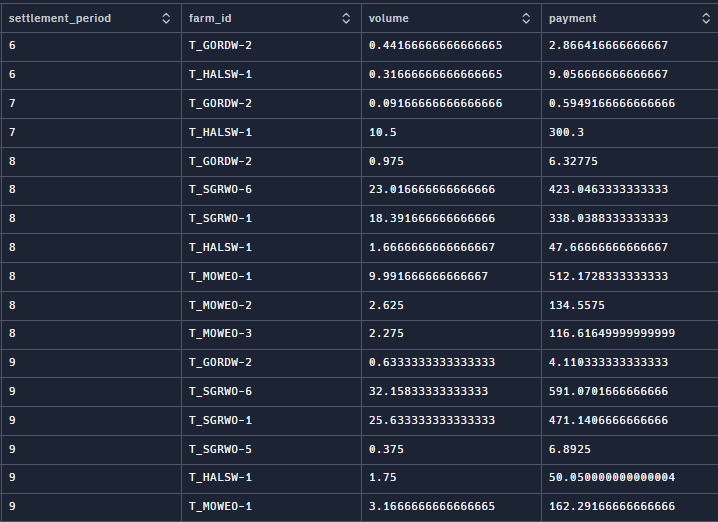 settlement_period farm_id volume payment
6 T_GORDW-2 0.44166666666666665 2.866416666666667
6 T_HALSW-1 0.31666666666666665 9.056666666666667
7 T_GORDW-2 0.09166666666666666 0.5949166666666666
7 T_HALSW-1 10.5 300.3
8 T_GORDW-2 0.975 6.32775
8 T_SGRWO-6 23.016666666666666 423.0463333333333
8 T_SGRWO-1 18.391666666666666 338.0388333333333
8 T_HALSW-1 1.6666666666666667 47.66666666666667
8 T_MOWEO-1 9.991666666666667 512.1728333333333
8 T_MOWEO-2 2.625 134.5575
8 T_MOWEO-3 2.275 116.61649999999999
9 T_GORDW-2 0.6333333333333333 4.110333333333333
9 T_SGRWO-6 32.15833333333333 591.0701666666666
9 T_SGRWO-1 25.633333333333333 471.1406666666666
9 T_SGRWO-5 0.375 6.8925
9 T_HALSW-1 1.75 50.050000000000004
9 T_MOWEO-1 3.1666666666666665 162.29166666666666